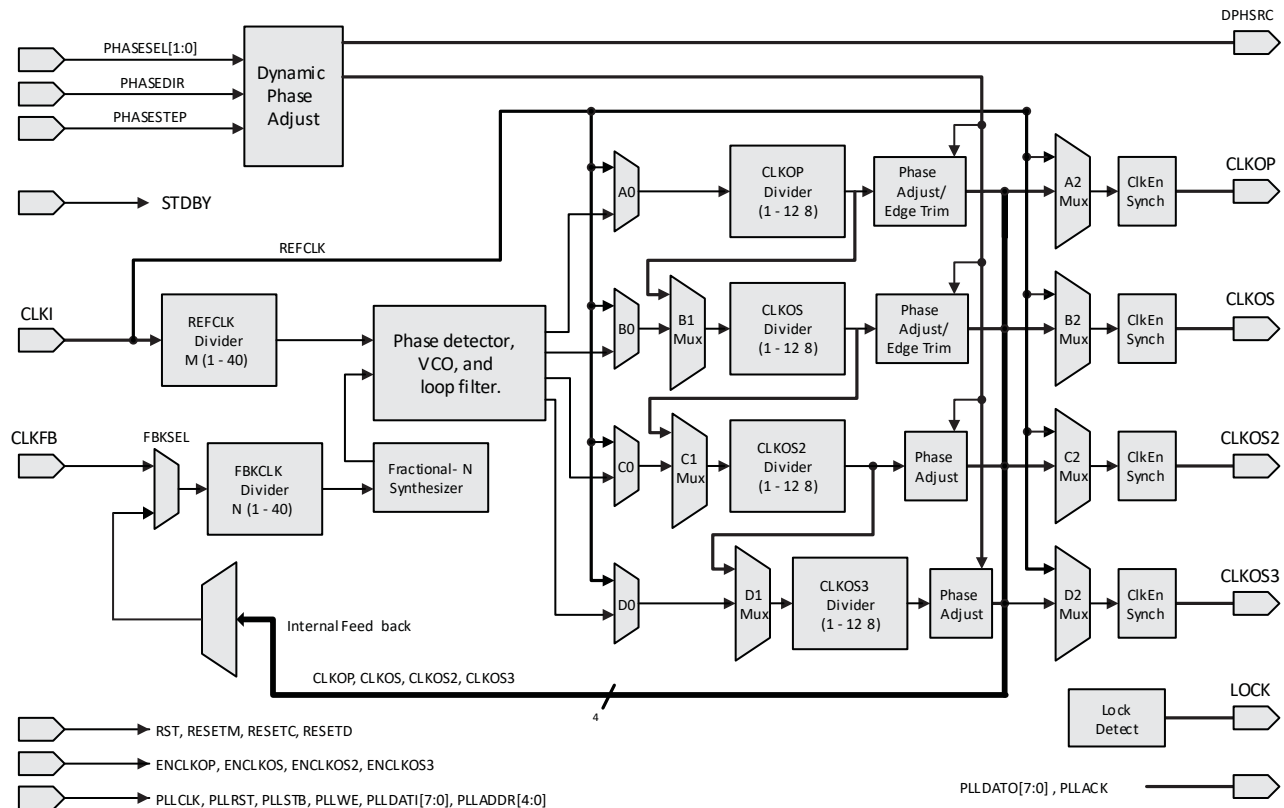 DPHSRC
PHASESEL[1:0]
PHASEDIR
PHASESTEP
Dynamic
Phase
Adjust
STDBY
REFCLK
CLKI
REFCLK
Divider
M (1 - 40)
Phase detector,
VCO, and
loop filter.
CLKFB
FBKSEL
FBKCLK
Divider
N (1 - 40)
Fractional- N
Synthesizer
Internal Feed back
CLKOP, CLKOS, CLKOS2, CLKOS3
4
A0
CLKOP
Divider
(1 - 12 8)
Phase
Adjust/
Edge Trim
A2
Mux
ClkEn
Synch
CLKOP
B0
B1
Mux
CLKOS
Divider
(1 - 12 8)
Phase
Adjust/
Edge Trim
B2
Mux
ClkEn
Synch
CLKOS
C0
C1
Mux
CLKOS2
Divider
(1 - 12 8)
Phase
Adjust
C2
Mux
ClkEn
Synch
CLKOS2
D0
D1
Mux
CLKOS3
Divider
(1 - 12 8)
Phase
Adjust
D2
Mux
ClkEn
Synch
CLKOS3
Lock
Detect
LOCK
RST, RESETM, RESETC, RESETD
ENCLKOP, ENCLKOS, ENCLKOS2, ENCLKOS3
PLLCLK, PLLRST, PLLSTB, PLLWE, PLLDATI[7:0], PLLADDR[4:0]
PLLDATO[7:0] , PLLACK